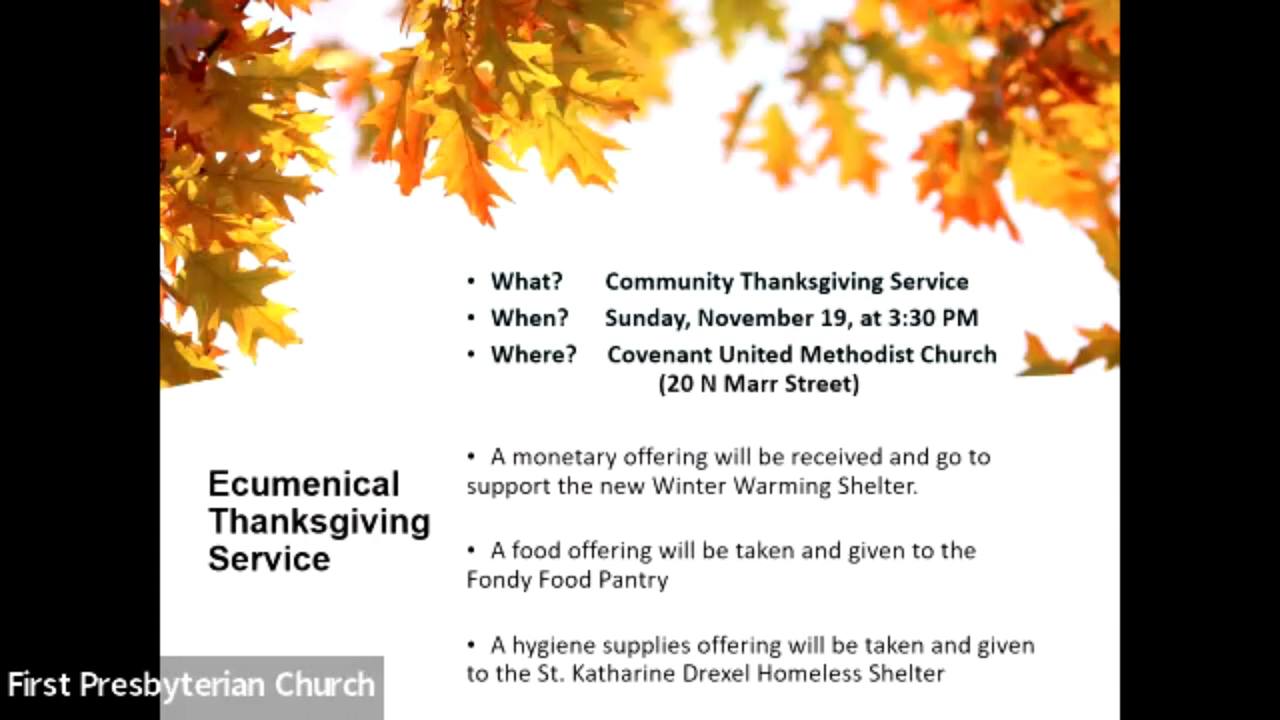 • What? Community Thanksgiving Service
• When? Sunday, November 19, at 3:30 PM
• Where? Covenant United Methodist Church
(20 N Marr Street)
• A monetary offering will be received and go to
support the new Winter Warming Shelter.
Ecumenical
Thanksgiving
Service
• A food offering will be taken and given to the
Fondy Food Pantry
• A hygiene supplies offering will be taken and given
to the St. Katharine Drexel Homeless Shelter
First Presbyterian Church